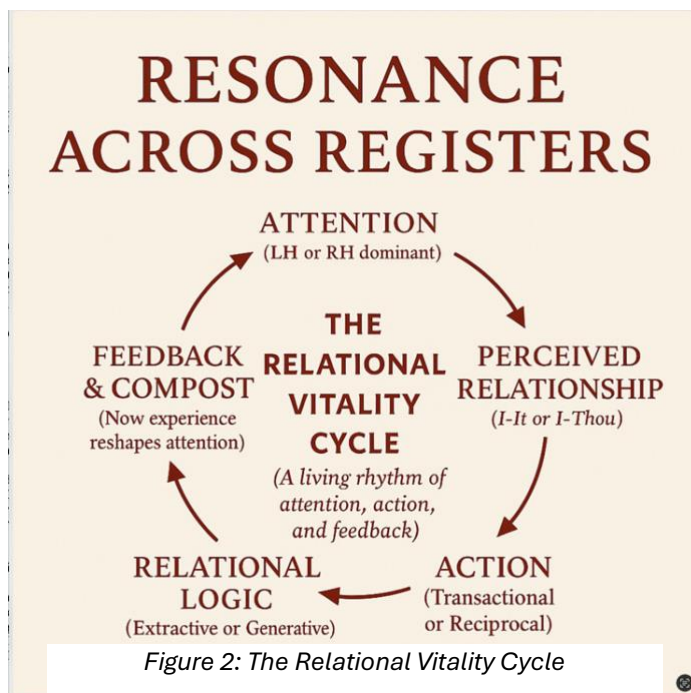 RESONANCE
ACROSS REGISTERS
ATTENTION
(LH or RH dominant)
PERCEIVED
RELATIONSHIP
(I-It or I-Thou)
ACTION
(Transactional
or Reciprocal)
RELATIONAL
LOGIC
(Extractive or Generative)
FEEDBACK
& COMPOST
(Now experience
reshapes attention)
THE
RELATIONAL
VITALITY
CYCLE
(A living rhythm of
attention, action,
and feedback)
Figure 2: The Relational Vitality Cycle